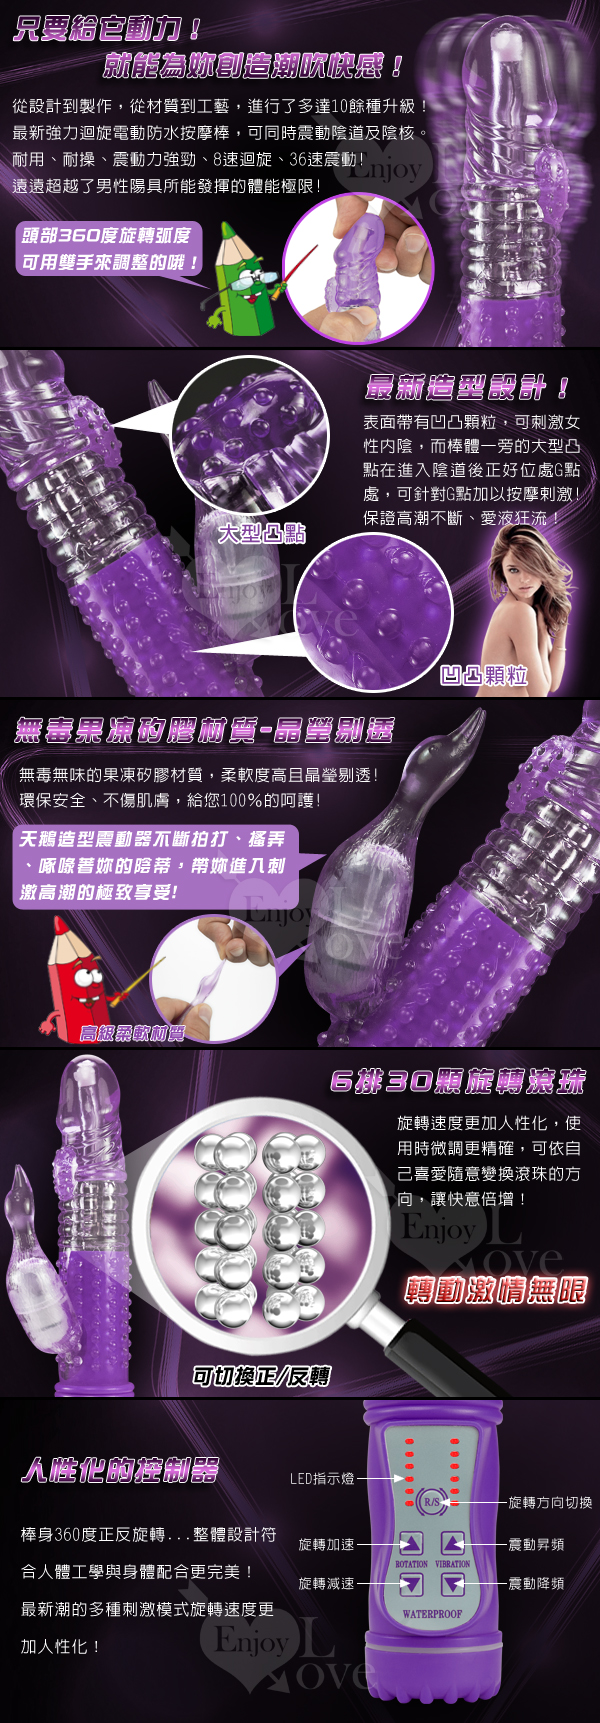 只要給它動力！
就能為妳創造潮吹快感！
從設計到製作，從材質到工藝，進行了多達10餘種升級！
最新強力迴旋電動防水按摩棒，可同時震動陰道及陰核。
耐用、耐操、震動力強勁、8速迴旋、36速震動!
遠遠超越了男性陽具所能發揮的體能極限!
Enjoy Love
頭部360度旋轉弧度
可用雙手來調整的哦！
最新造型設計！
表面帶有凹凸顆粒，可刺激女
性內陰，而棒體一旁的大型凸
點在進入陰道後正好位處G點
處，可針對G點加以按摩刺激!
保證高潮不斷、愛液狂流！
大型凸點
Enjoy Love
凹凸顆粒
無毒果凍矽膠材質-晶瑩剔透
無毒無味的果凍矽膠材質，柔軟度高且晶瑩剔透!
環保安全、不傷肌膚，給您100%的呵護!
天鵝造型震動器不斷拍打、搖弄
、啄啄著妳的陰蒂，帶妳進入刺
激高潮的極致享受!
Enjoy Love
高級柔軟材質
6排30顆旋轉滾珠
旋轉速度更加人性化，使
用時微調更精確，可依自
己喜愛隨意變換滾珠的方
向，讓快意倍增！
Enjoy Love
轉動激情無限
可切換正/反轉
人性化的控制器
LED指示燈
R/S
旋轉方向切換
棒身360度正反旋轉...整體設計符
合人體工學與身體配合更完美！
最新潮的多種刺激模式旋轉速度更
加人性化！
旋轉加速
震動昇頻
ROTATION VIBRATION
旋轉減速
震動降頻
WATERPROOF
Enjoy Love